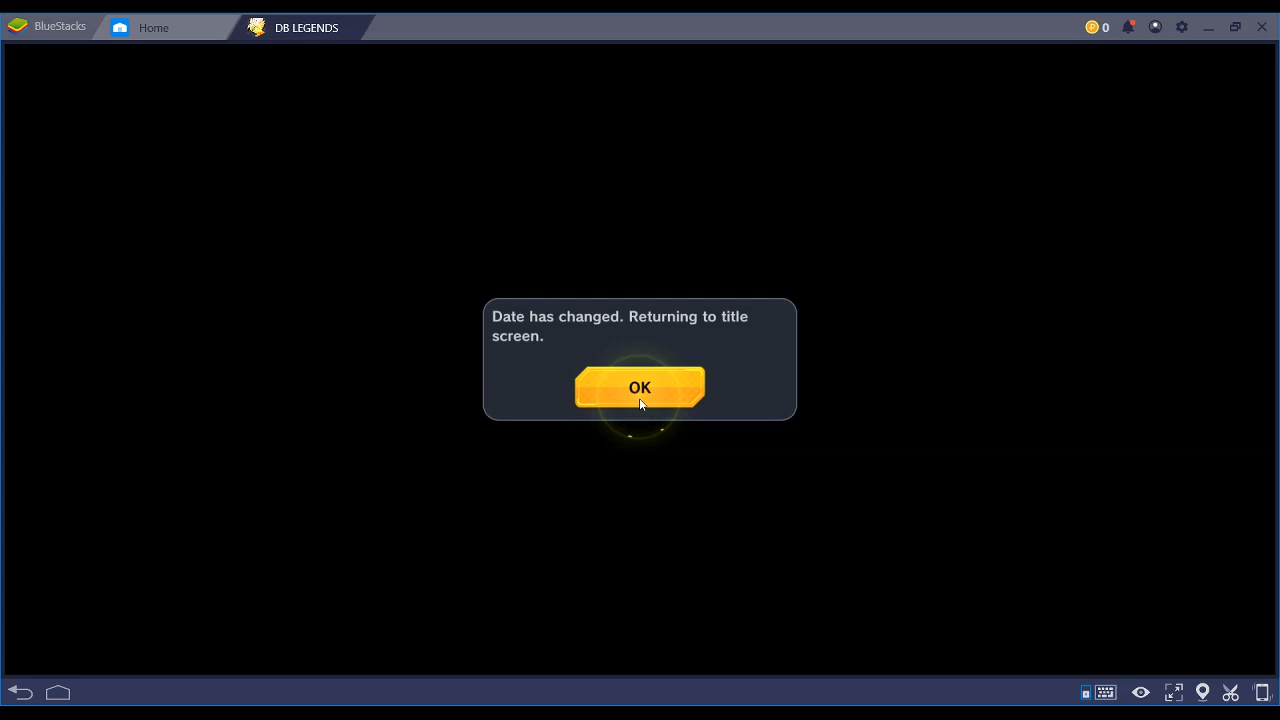 BlueStacks
Home
DB LEGENDS
0
Date has changed. Returning to title
screen.
OK